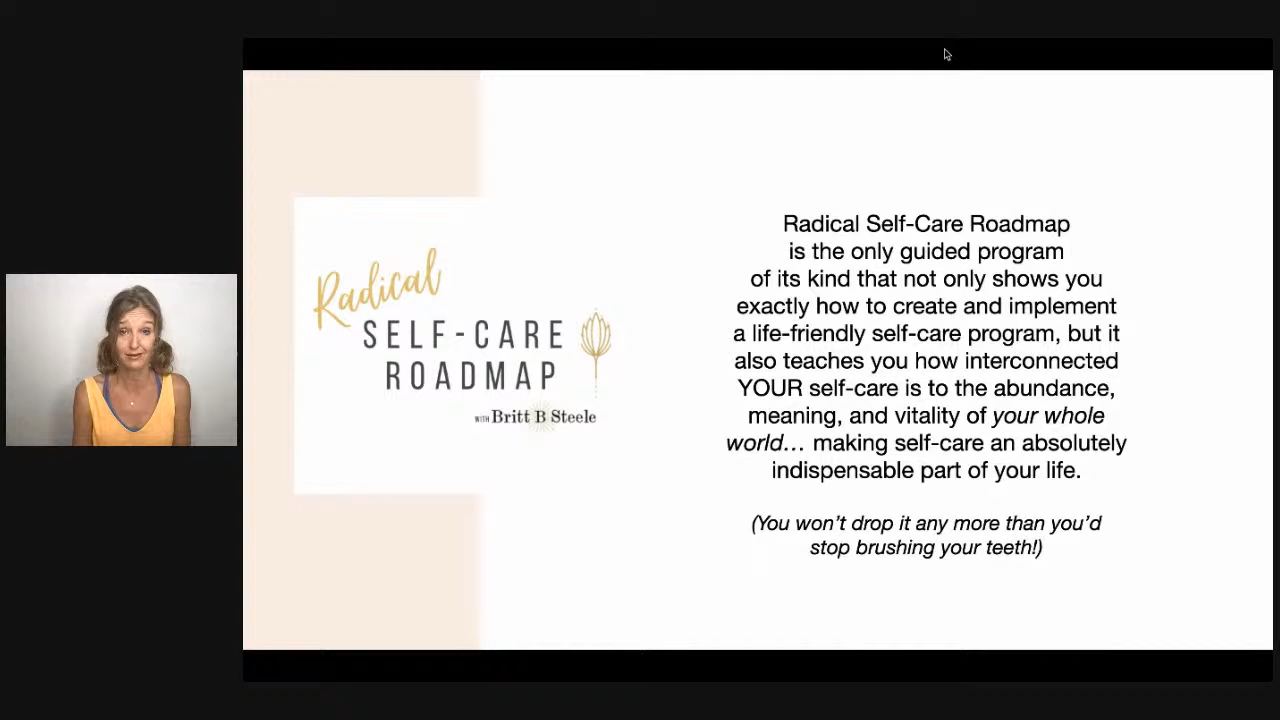 Radical
SELF-CARE
ROADMAP
WITH Britt B Steele
Radical Self-Care Roadmap
is the only guided program
of its kind that not only shows you
exactly how to create and implement
a life-friendly self-care program, but it
also teaches you how interconnected
YOUR self-care is to the abundance,
meaning, and vitality of your whole
world… making self-care an absolutely
indispensable part of your life.
(You won’t drop it any more than you’d
stop brushing your teeth!)